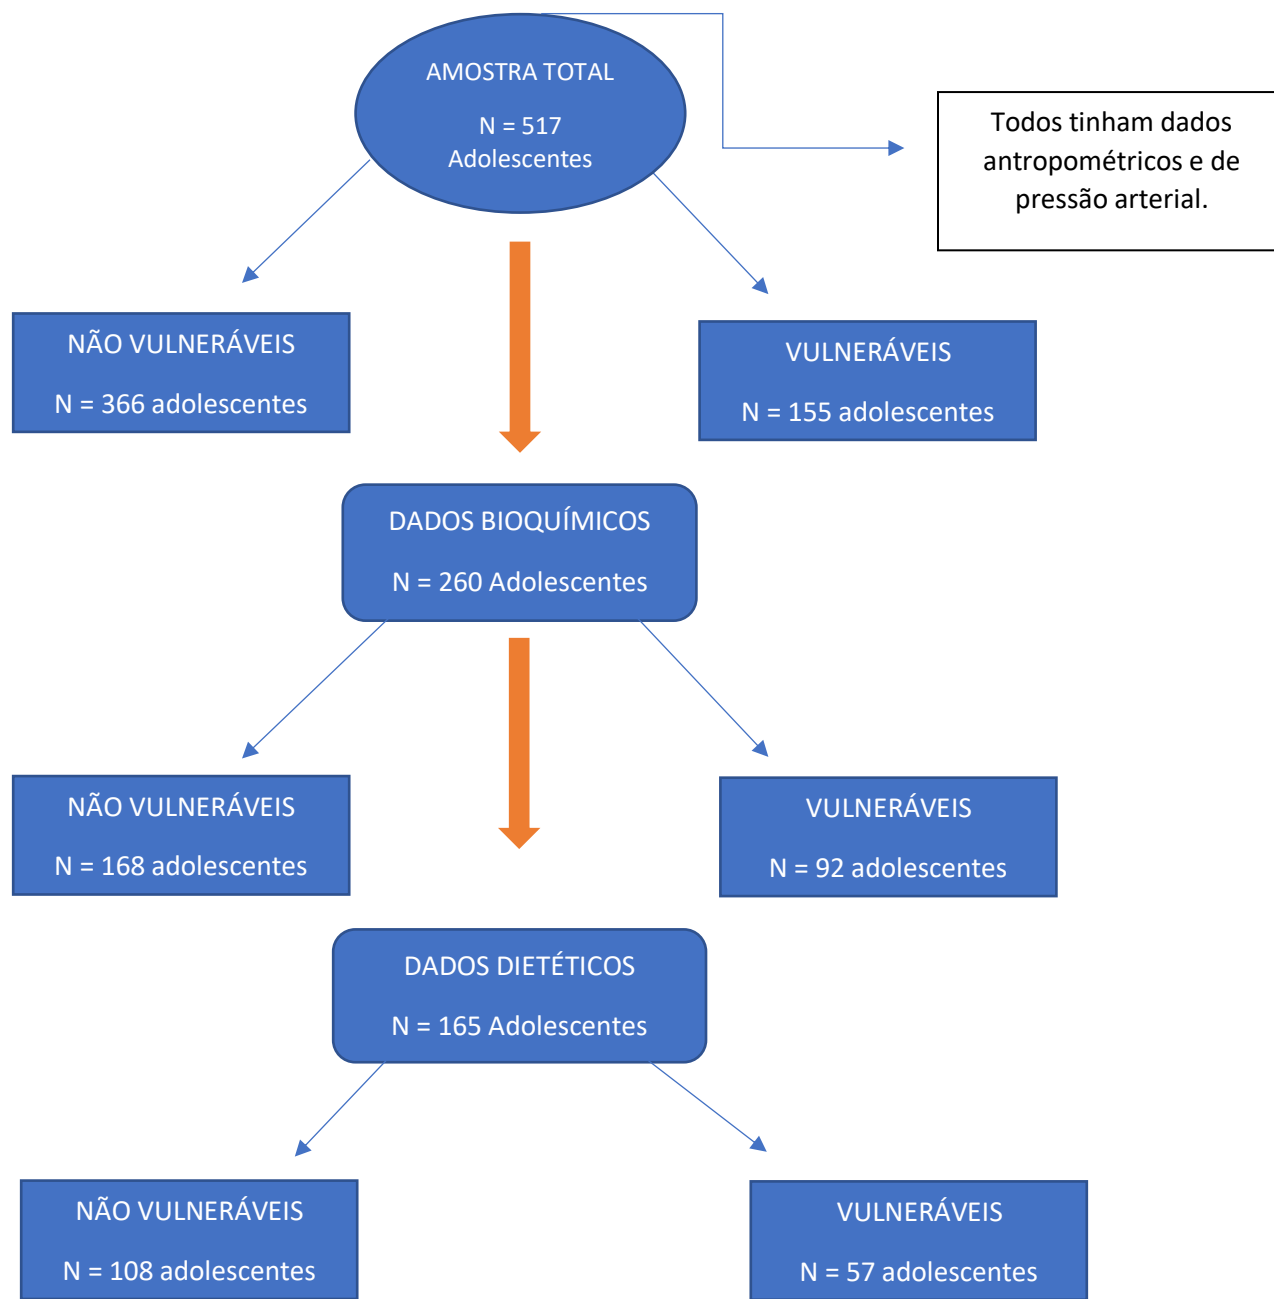 AMOSTRA TOTAL
N = 517
Adolescentes
Todos tinham dados
antropométricos e de
pressão arterial.
NÃO VULNERÁVEIS
N = 366 adolescentes
VULNERÁVEIS
N = 155 adolescentes
DADOS BIOQUÍMICOS
N = 260 Adolescentes
NÃO VULNERÁVEIS
N = 168 adolescentes
VULNERÁVEIS
N = 92 adolescentes
DADOS DIETÉTICOS
N = 165 Adolescentes
NÃO VULNERÁVEIS
N = 108 adolescentes
VULNERÁVEIS
N = 57 adolescentes